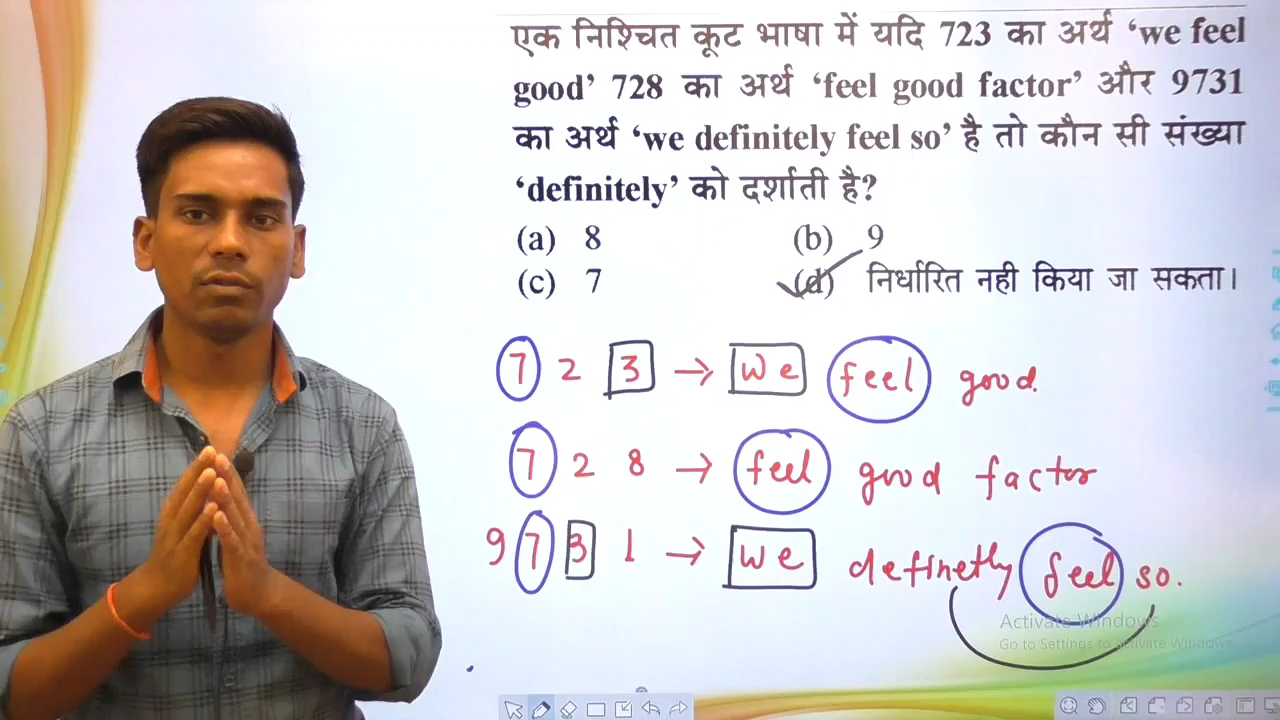 एक निश्चित कूट भाषा में यदि 723 का अर्थ ‘we feel
good’ 728 का अर्थ ‘feel good factor’ और 9731
का अर्थ ‘we definitely feel so’ है तो कौन सी संख्या
‘definitely’ को दर्शाती है?
(a) 8 (b) 9
(c) 7 (d) निर्धारित नही किया जा सकता।
7 2 3 → we feel good.
7 2 8 → feel good factor
9 7 3 1 → we definetly feel so.
Activate Windows
Go to Settings to activate Windows.